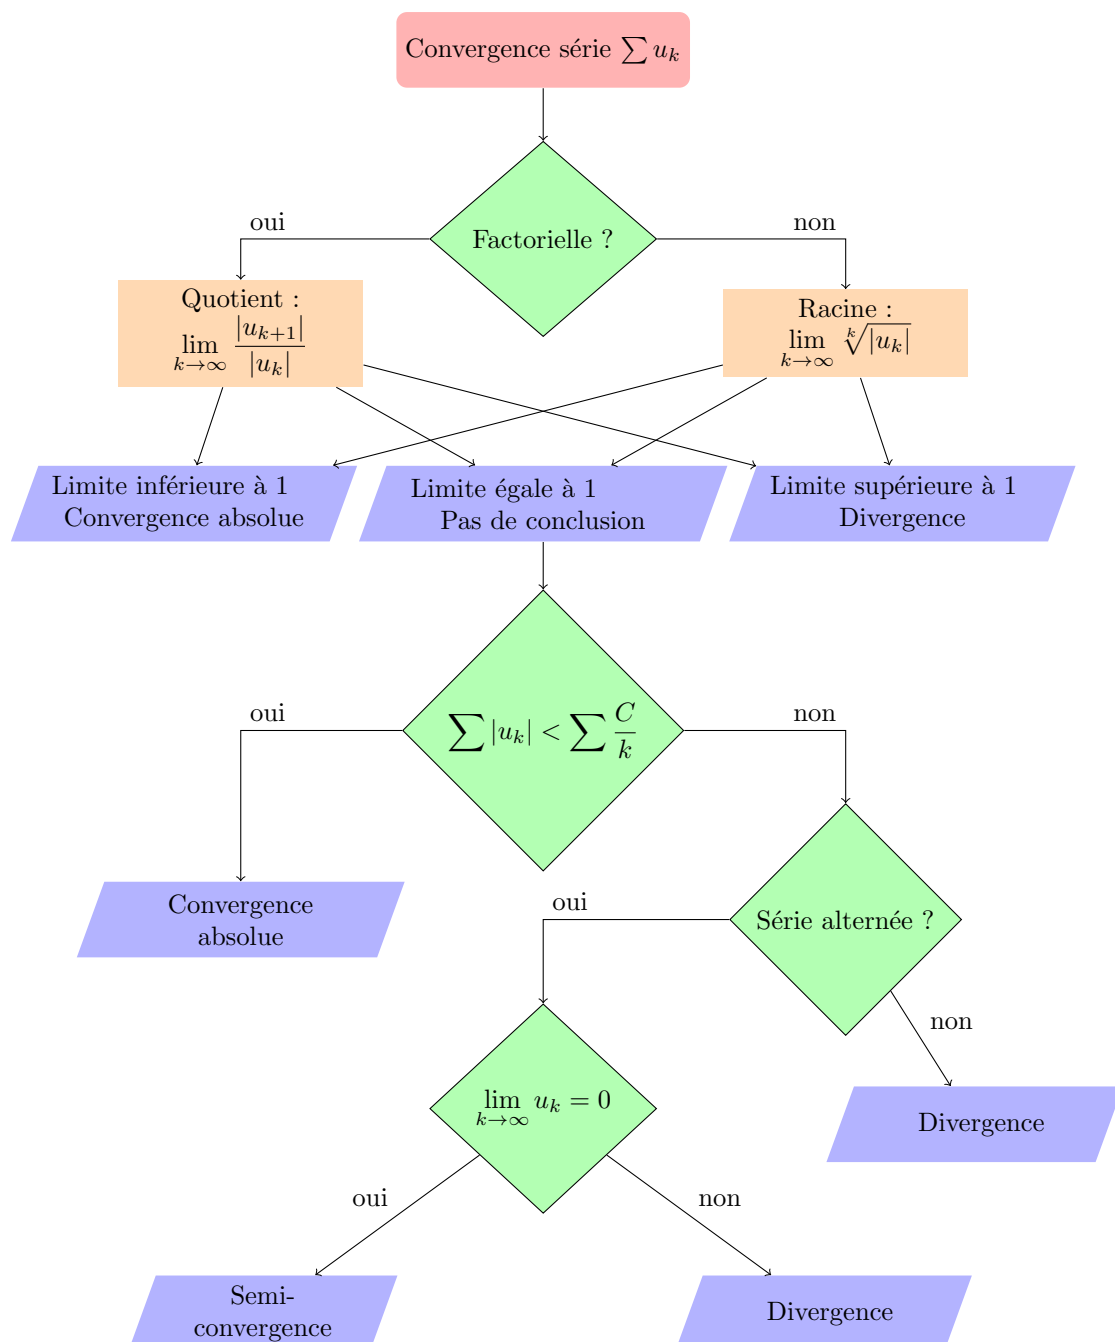 Convergence série ∑ u_k
Factorielle ?
oui
non
Quotient :
lim_{k→∞} |u_{k+1}| / |u_k|
Racine :
lim_{k→∞} \sqrt[k]{|u_k|}
Limite inférieure à 1
Convergence absolue
Limite égale à 1
Pas de conclusion
Limite supérieure à 1
Divergence
∑ |u_k| < ∑ C/k
oui
non
Convergence
absolue
Série alternée ?
oui
non
Divergence
lim_{k→∞} u_k = 0
oui
non
Semi-
convergence
Divergence